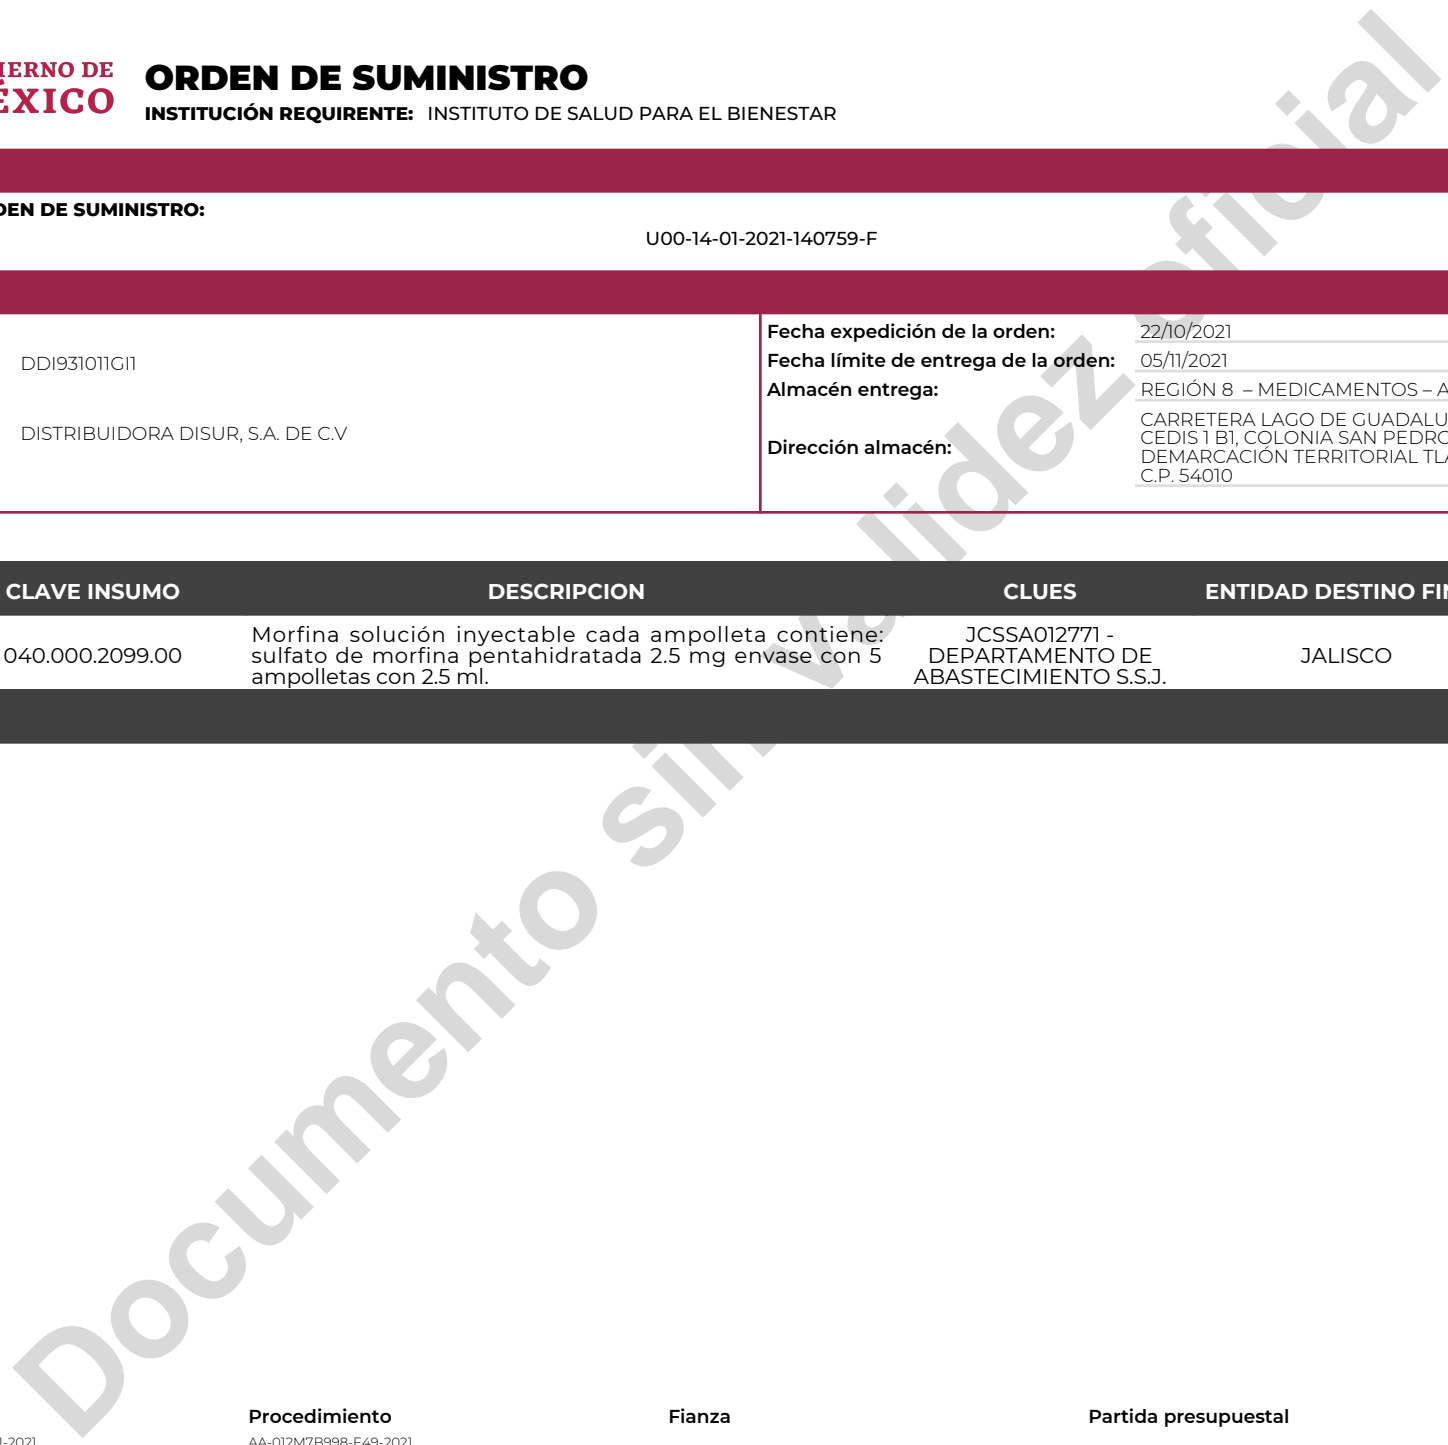 IERNO DE
ÉXICO
ORDEN DE SUMINISTRO
INSTITUCIÓN REQUIRENTE: INSTITUTO DE SALUD PARA EL BIENESTAR
DEN DE SUMINISTRO:
U00-14-01-2021-140759-F
DDI931011GI1
DISTRIBUIDORA DISUR, S.A. DE C.V
Fecha expedición de la orden: 22/10/2021
Fecha límite de entrega de la orden: 05/11/2021
Almacén entrega: REGIÓN 8 – MEDICAMENTOS – A
Dirección almacén:
CARRETERA LAGO DE GUADALU
CEDIS 1 B1, COLONIA SAN PEDRO
DEMARCACIÓN TERRITORIAL TLA
C.P. 54010
CLAVE INSUMO DESCRIPCION CLUES ENTIDAD DESTINO FIN
040.000.2099.00
Morfina solución inyectable cada ampolleta contiene:
sulfato de morfina pentahidratada 2.5 mg envase con 5
ampolletas con 2.5 ml.
JCSSA012771 -
DEPARTAMENTO DE
ABASTECIMIENTO S.S.J.
JALISCO
Documento sin validez oficial
Procedimiento Fianza Partida presupuestal
-2021 AA-012M7B998-E49-2021